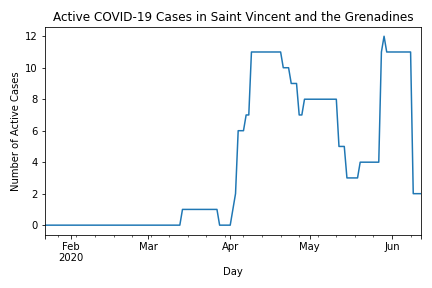 Active COVID-19 Cases in Saint Vincent and the Grenadines
Number of Active Cases
12
10
8
6
4
2
0
Feb Mar Apr May Jun
2020
Day